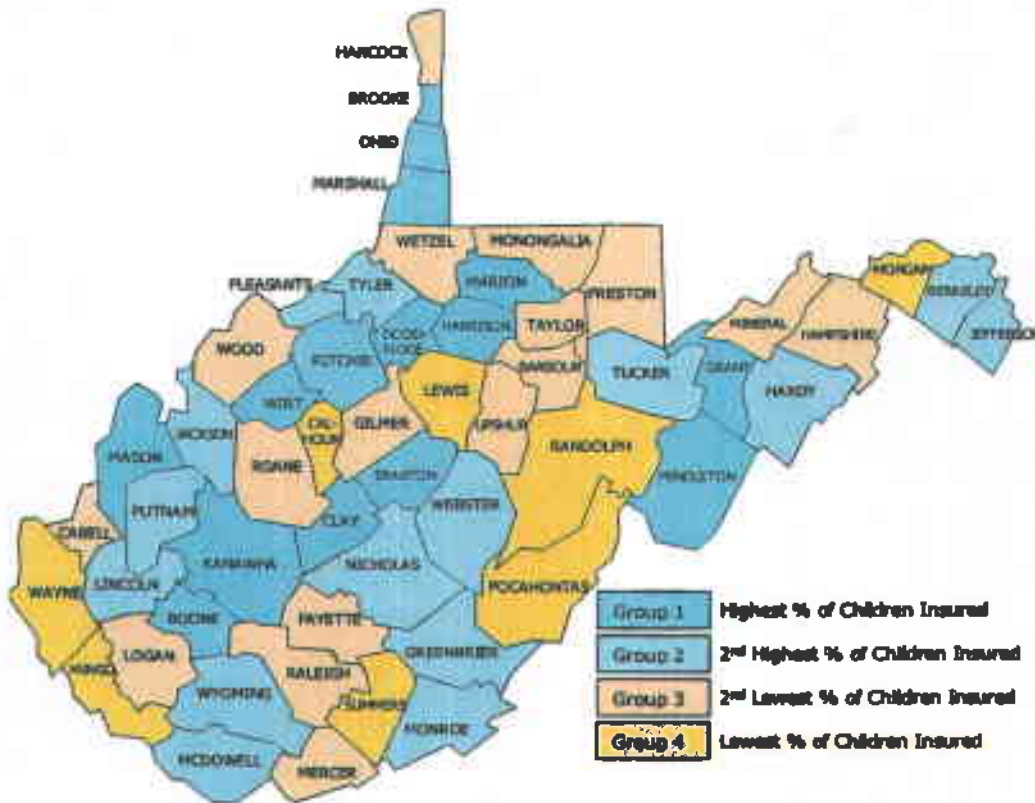 HANCOCK
BROOKE
OHIO
MARSHALL
WETZEL
MONONGALIA
PLEASANTS
TYLER
MARION
PRESTON
MORGAN
BERKELEY
JEFFERSON
MINERAL
HAMPSHIRE
WOOD
RITCHIE
DODD-
RIDGE
HARRISON
TAYLOR
BARBOUR
TUCKER
GRANT
HARDY
WIRT
LEWIS
CAL-
HOUN
GILMER
UPSHUR
RANDOLPH
JACKSON
MASON
ROANE
BRAXTON
PENDLETON
PUTNAM
CLAY
WEBSTER
CABELL
KANAWHA
NICHOLAS
WAYNE
LINCOLN
POCAHONTAS
BOONE
FAYETTE
GREENBRIER
MINGO
LOGAN
RALEIGH
WYOMING
SUMMERS
MONROE
MCDOWELL
MERCER
Group 1 Highest % of Children Insured
Group 2 2nd Highest % of Children Insured
Group 3 2nd Lowest % of Children Insured
Group 4 Lowest % of Children Insured